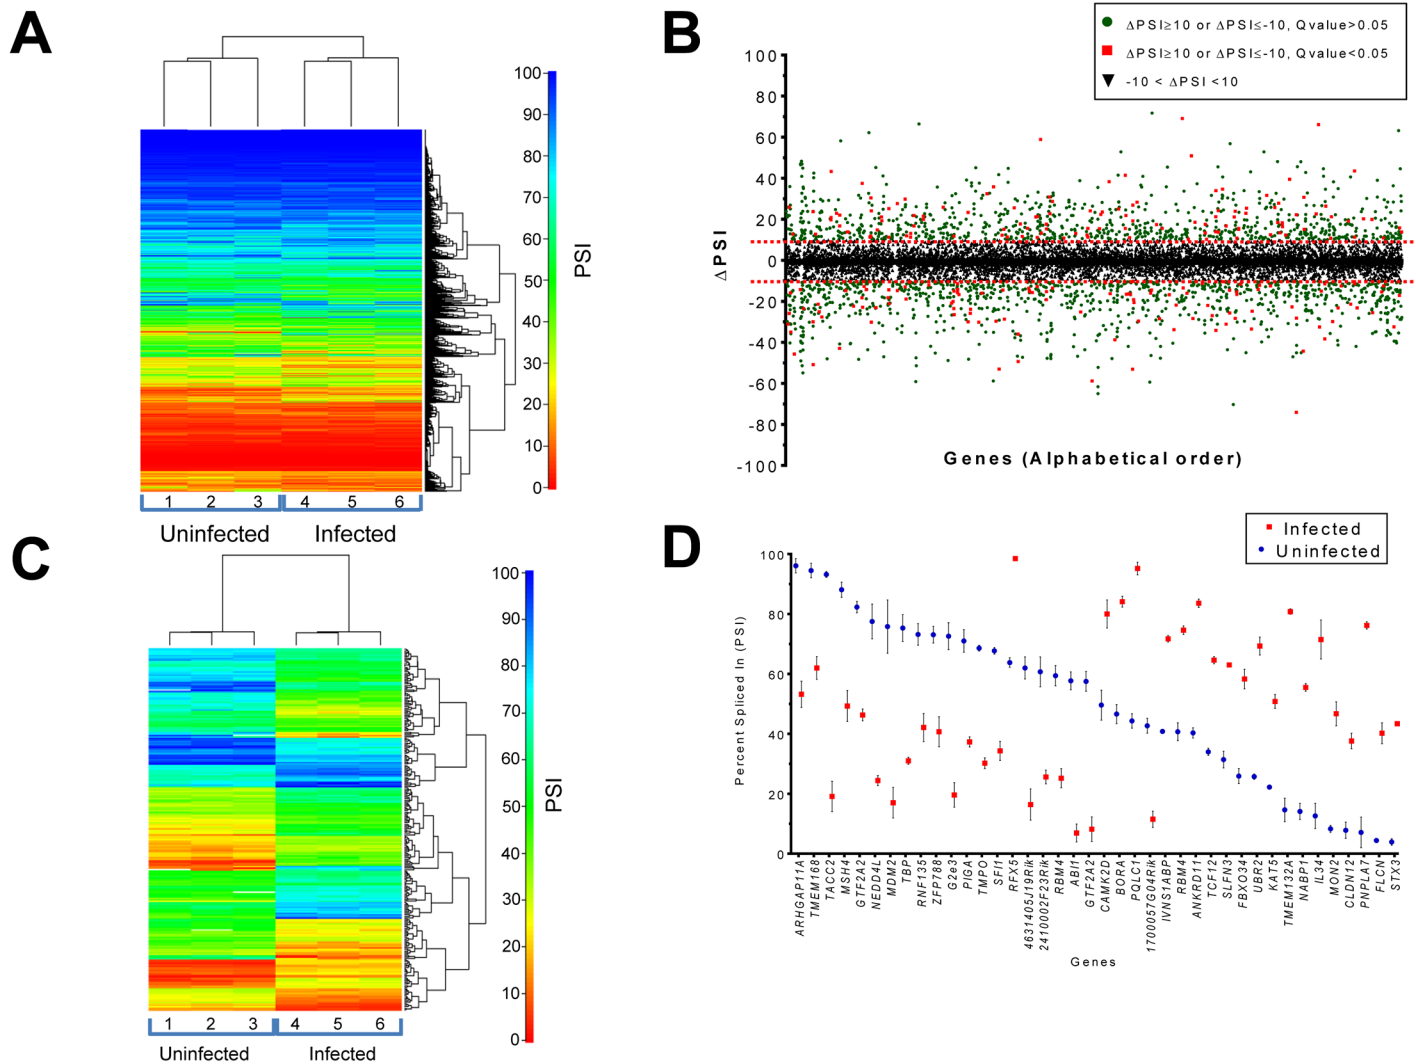 A
100
90
80
70
60
50
40
30
20
10
0
PSI
1 2 3 4 5 6
Uninfected Infected
B
ΔPSI≥10 or ΔPSI≤-10, Qvalue>0.05
ΔPSI≥10 or ΔPSI≤-10, Qvalue<0.05
-10 < ΔPSI <10
100
80
60
40
20
0
-20
-40
-60
-80
-100
ΔPSI
Genes (Alphabetical order)
C
100
90
80
70
60
50
40
30
20
10
0
PSI
1 2 3 4 5 6
Uninfected Infected
D
Infected
Uninfected
100
80
60
40
20
0
Percent Spliced In (PSI)
ARHGAP11A
TMEM168
TACC2
MSH4
GTF2A2
NEDD4L
MDM2
TBP
RNF135
ZFP788
G2e3
PIGA
TMPO
SFI1
RFX5
4631405J19Rik
2410002F23Rik
RBM4
ABI1
GTF2A2
CAMK2D
BORA
PQLC1
1700057G04Rik
IVNS1ABP
RBM4
ANKRD11
TCF12
SLFN3
FBXO34
UBR2
KAT5
TMEM132A
NABP1
IL34
MON2
CLDN12
PNPLA7
FLCN
STX3
Genes